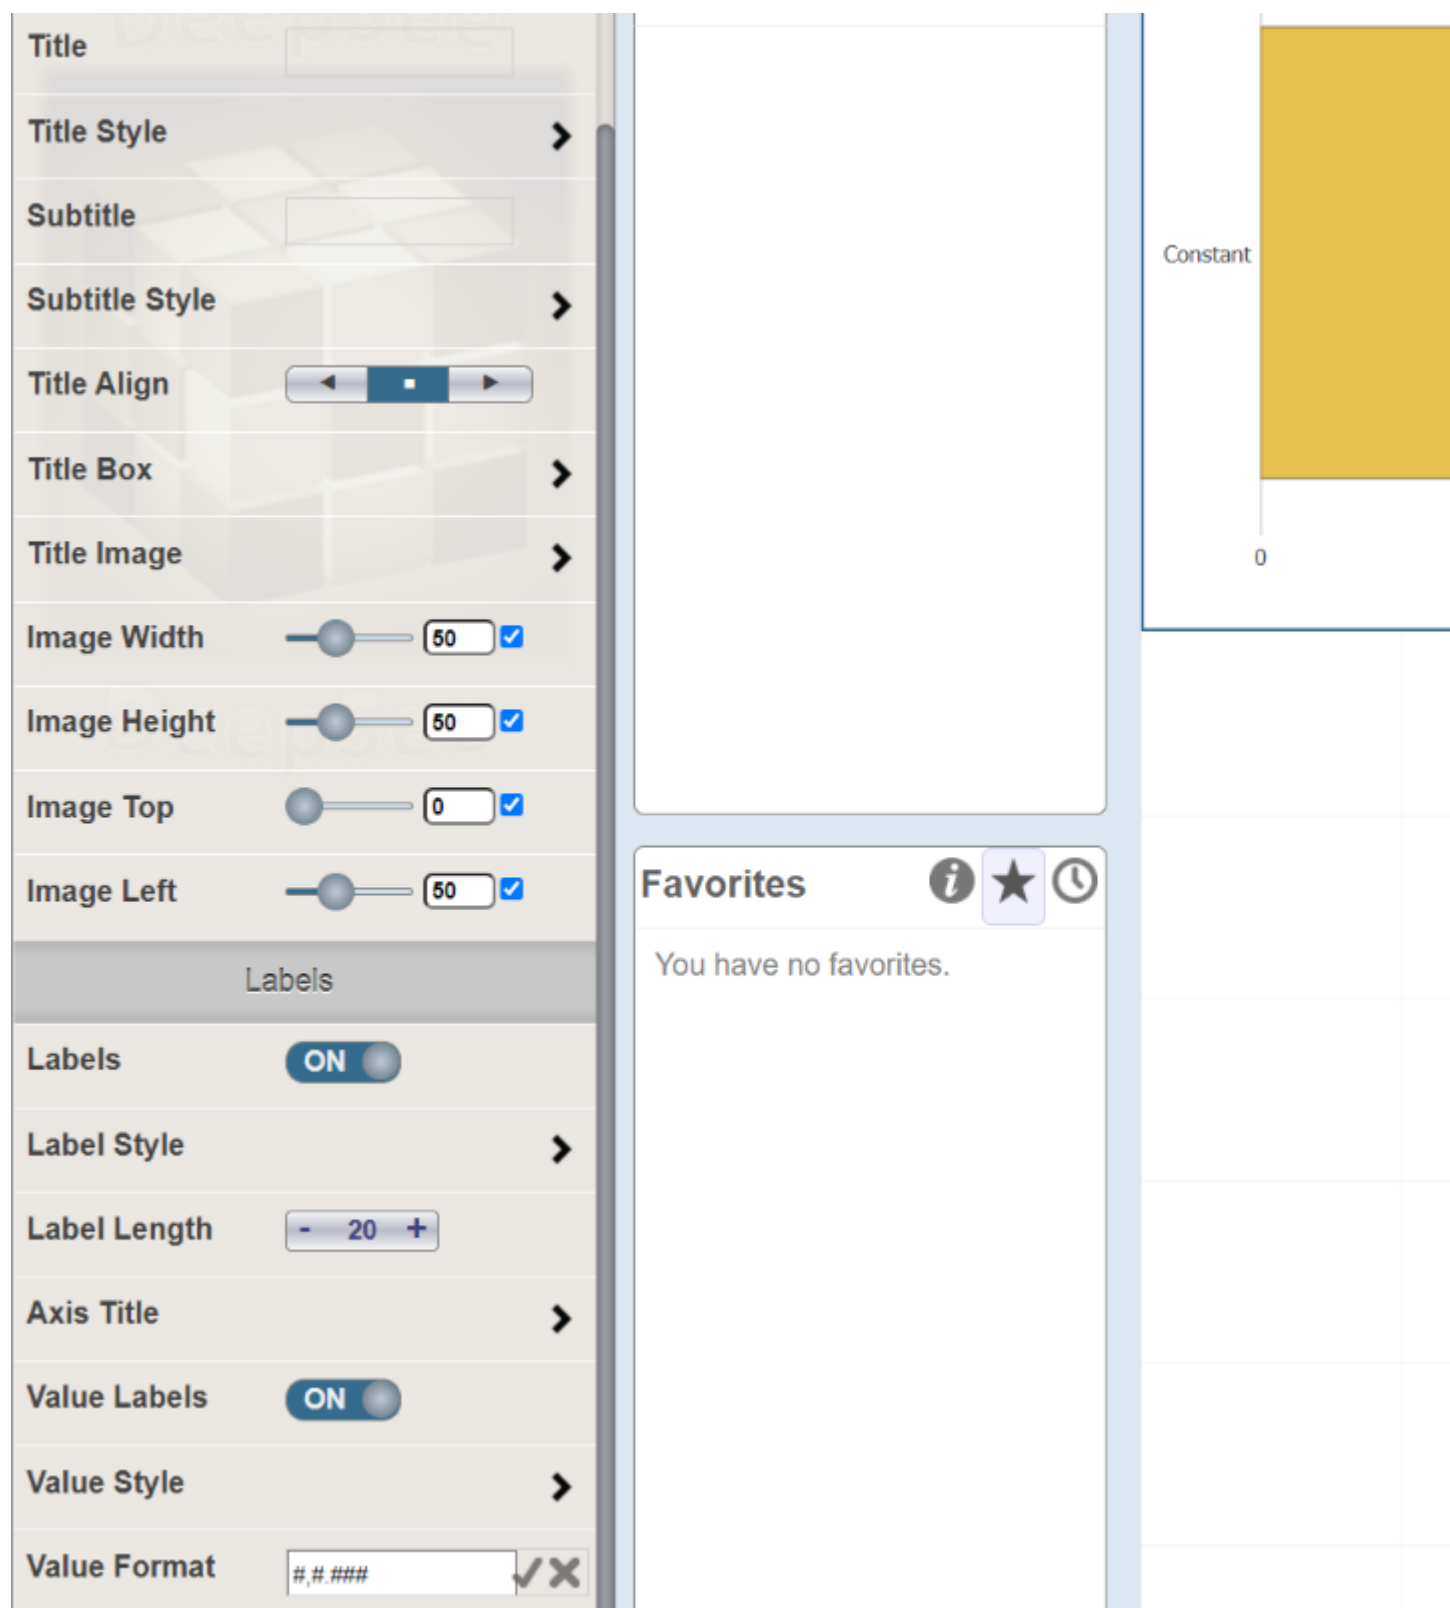 DeepSee
Title
Title Style
Subtitle
Subtitle Style
Title Align
Title Box
Title Image
Image Width 50
DeepSee
Image Height 50
Image Top 0
Image Left 50
Labels
Labels ON
Label Style
Label Length - 20 +
Axis Title
Value Labels ON
Value Style
Value Format #,#.###
Favorites
You have no favorites.
Constant
0